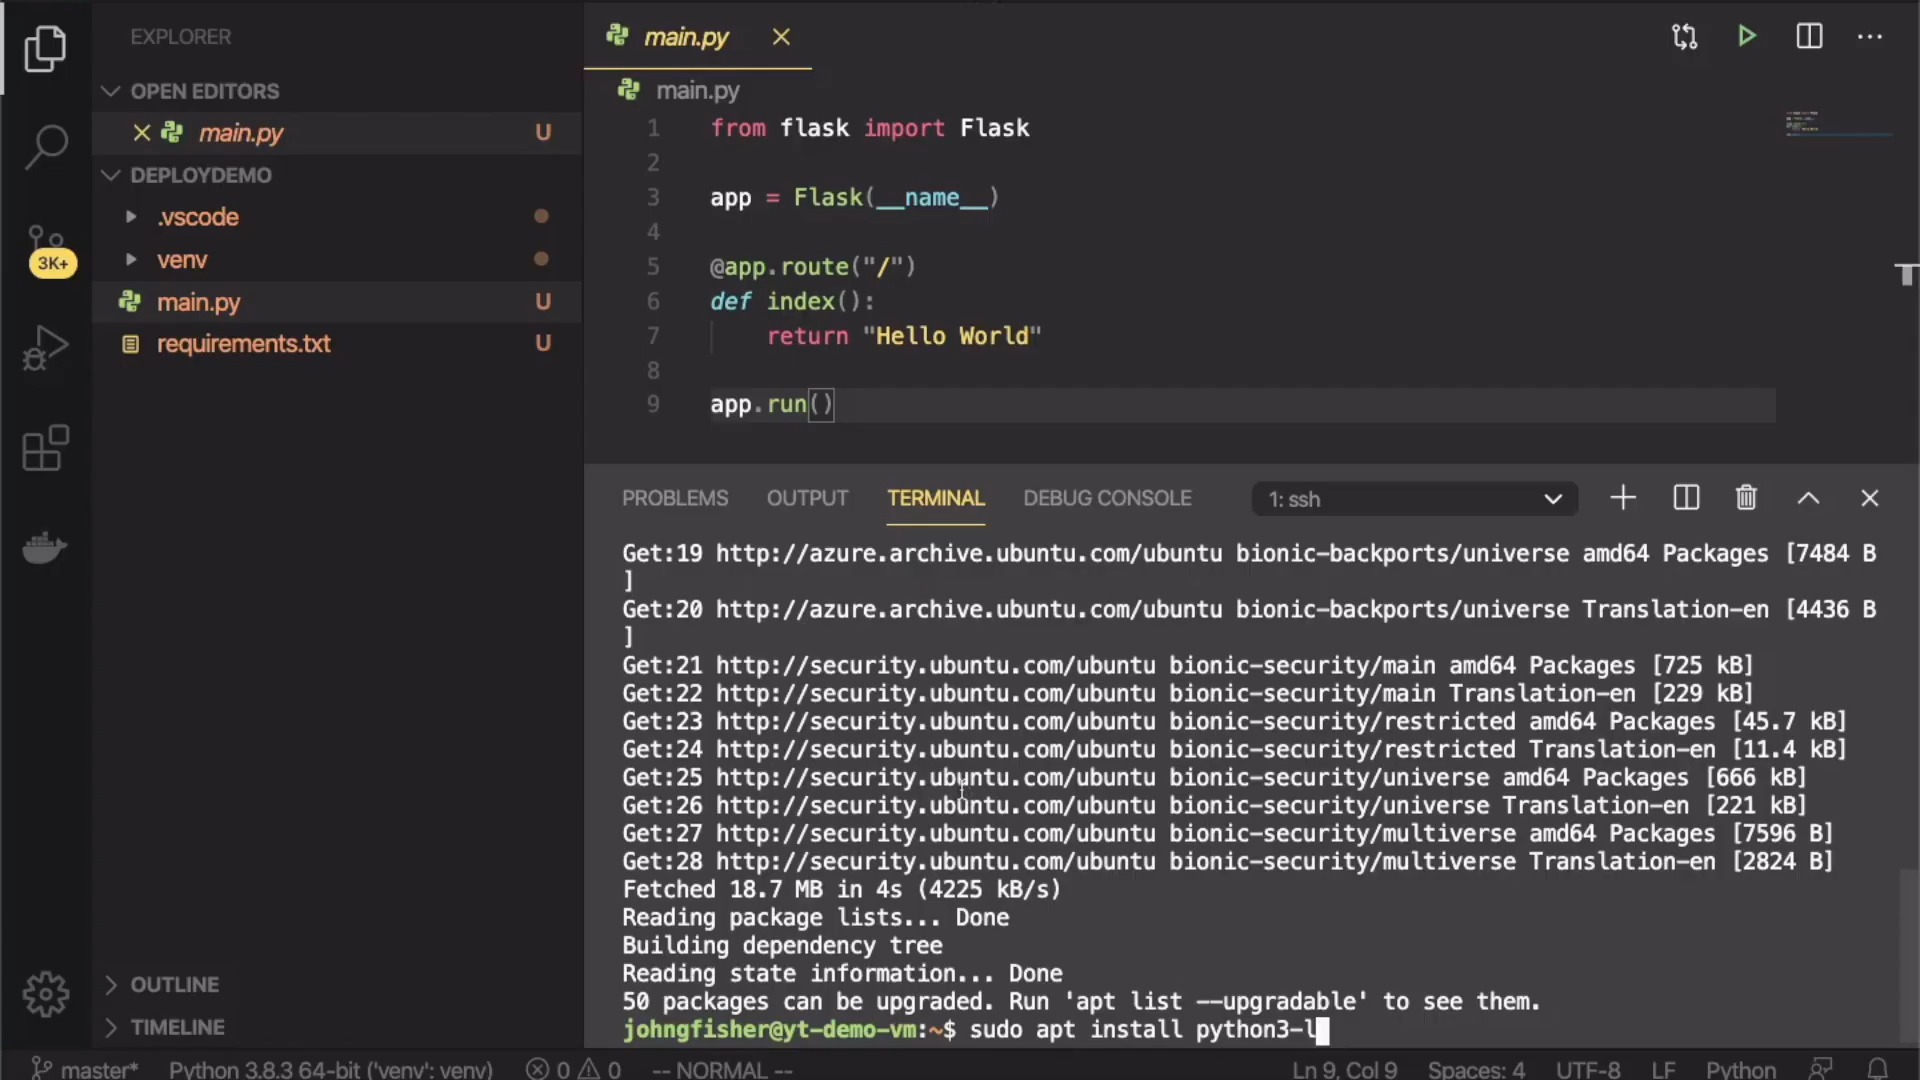 EXPLORER
OPEN EDITORS
main.py U
DEPLOYDEMO
.vscode
venv
main.py U
requirements.txt U
3K+
OUTLINE
TIMELINE
main.py
main.py
1 from flask import Flask
2
3 app = Flask(__name__)
4
5 @app.route("/")
6 def index():
7 return "Hello World"
8
9 app.run()
PROBLEMS OUTPUT TERMINAL DEBUG CONSOLE 1: ssh
Get:19 http://azure.archive.ubuntu.com/ubuntu bionic-backports/universe amd64 Packages [7484 B
]
Get:20 http://azure.archive.ubuntu.com/ubuntu bionic-backports/universe Translation-en [4436 B
]
Get:21 http://security.ubuntu.com/ubuntu bionic-security/main amd64 Packages [725 kB]
Get:22 http://security.ubuntu.com/ubuntu bionic-security/main Translation-en [229 kB]
Get:23 http://security.ubuntu.com/ubuntu bionic-security/restricted amd64 Packages [45.7 kB]
Get:24 http://security.ubuntu.com/ubuntu bionic-security/restricted Translation-en [11.4 kB]
Get:25 http://security.ubuntu.com/ubuntu bionic-security/universe amd64 Packages [666 kB]
Get:26 http://security.ubuntu.com/ubuntu bionic-security/universe Translation-en [221 kB]
Get:27 http://security.ubuntu.com/ubuntu bionic-security/multiverse amd64 Packages [7596 B]
Get:28 http://security.ubuntu.com/ubuntu bionic-security/multiverse Translation-en [2824 B]
Fetched 18.7 MB in 4s (4225 kB/s)
Reading package lists... Done
Building dependency tree
Reading state information... Done
50 packages can be upgraded. Run 'apt list --upgradable' to see them.
johngfisher@yt-demo-vm:~$ sudo apt install python3-l
master* Python 3.8.3 64-bit ('venv': venv) 0 0 -- NORMAL -- Ln 9, Col 9 Spaces: 4 UTF-8 LF Python